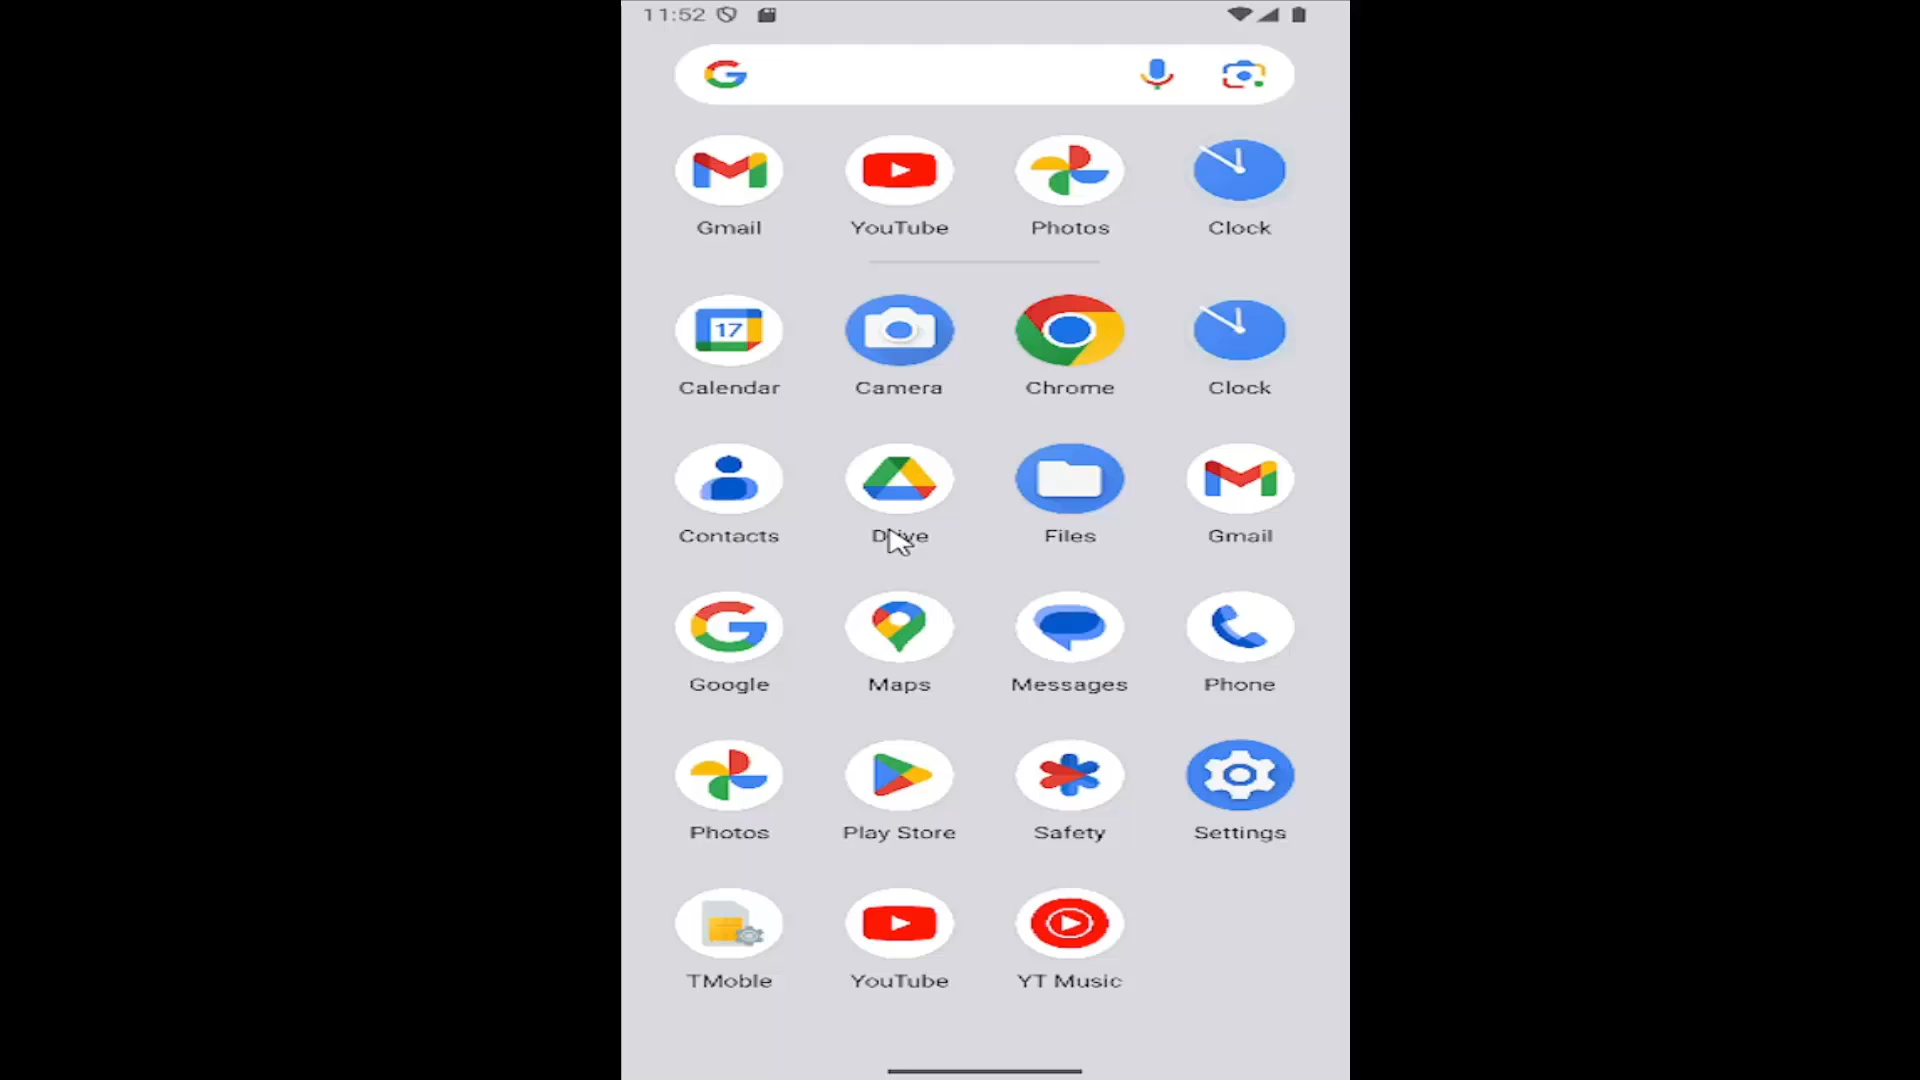 11:52
Gmail YouTube Photos Clock
17
Calendar Camera Chrome Clock
Contacts Drive Files Gmail
Google Maps Messages Phone
Photos Play Store Safety Settings
TMoble YouTube YT Music